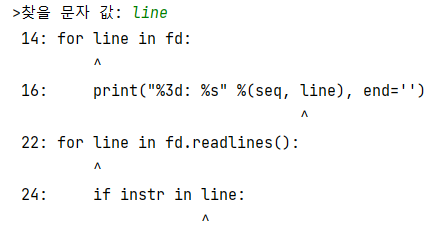 >찾을 문자 값: line
 14: for line in fd:
         ^
 16:     print("%3d: %s" %(seq, line), end='')
                                ^
 22: for line in fd.readlines():
         ^
 24:     if instr in line:
                     ^